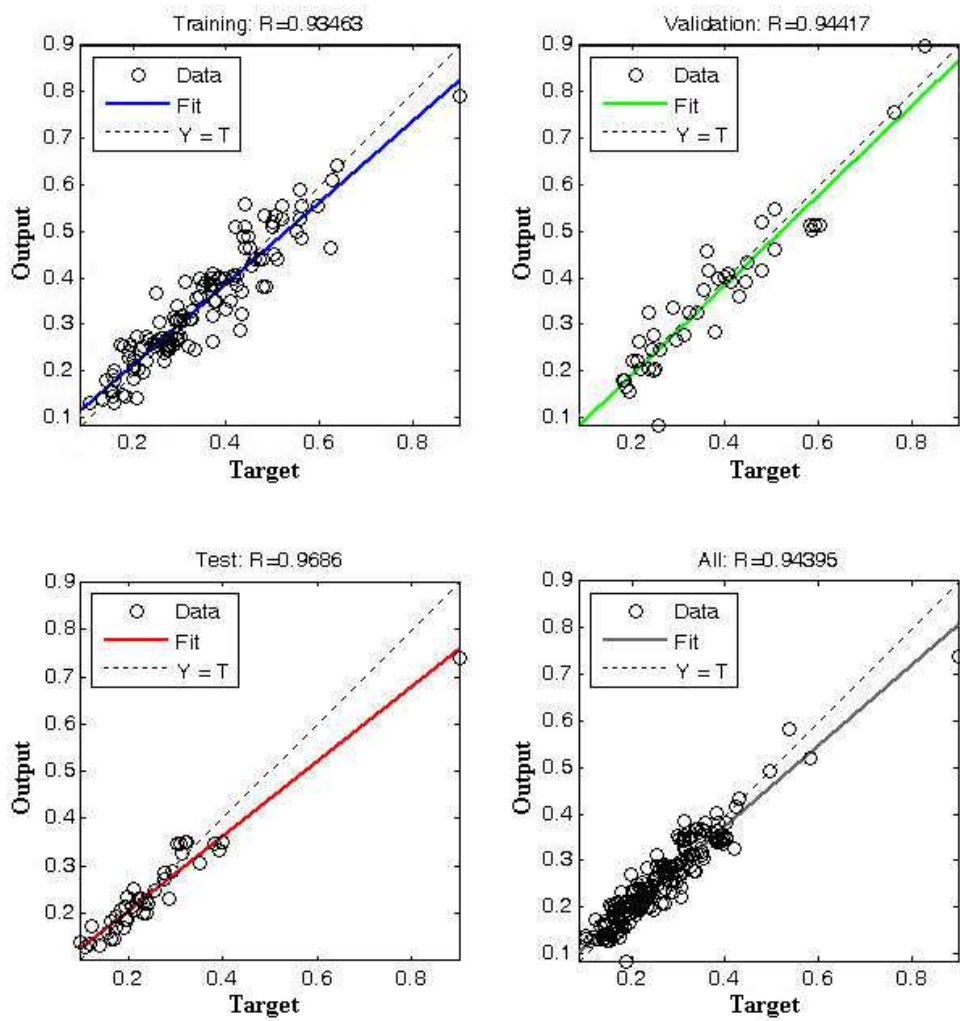 Training: R=0.93463
0.9
0.8
0.7
0.6
0.5
0.4
0.3
0.2
0.1
Output
Data
Fit
Y = T
0.2 0.4 0.6 0.8
Target
Validation: R=0.94417
0.9
0.8
0.7
0.6
0.5
0.4
0.3
0.2
0.1
Output
Data
Fit
Y = T
0.2 0.4 0.6 0.8
Target
Test: R=0.9686
0.9
0.8
0.7
0.6
0.5
0.4
0.3
0.2
Output
Data
Fit
Y = T
0.2 0.4 0.6 0.8
Target
All: R=0.94395
0.9
0.8
0.7
0.6
0.5
0.4
0.3
0.2
0.1
Output
Data
Fit
Y = T
0.2 0.4 0.6 0.8
Target